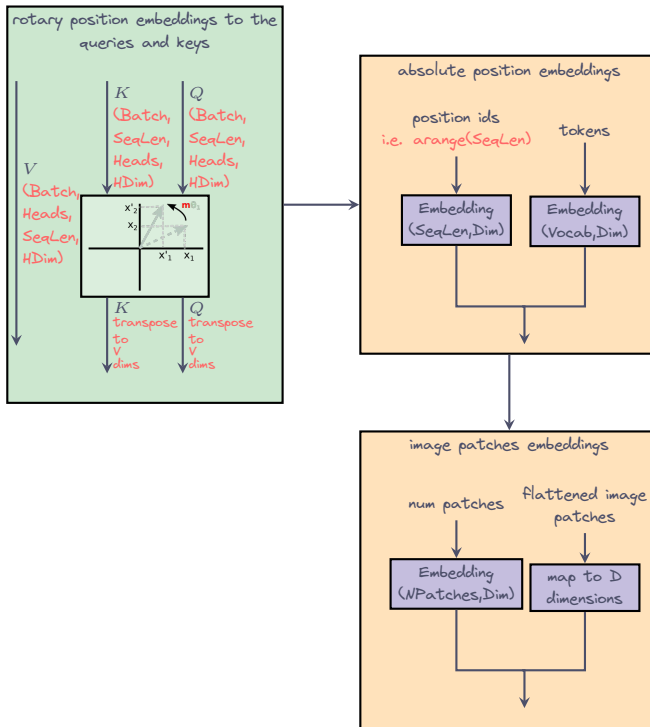 rotary position embeddings to the
queries and keys
K
(Batch,
SeqLen,
Heads,
HDim)
Q
(Batch,
SeqLen,
Heads,
HDim)
V
(Batch,
Heads,
SeqLen,
HDim)
x'2
x2
x'1
x1
mθ1
K
transpose
to
V
dims
Q
transpose
to
V
dims
absolute position embeddings
position ids
i.e. arange(SeqLen)
tokens
Embedding
(SeqLen,Dim)
Embedding
(Vocab,Dim)
image patches embeddings
num patches
flattened image
patches
Embedding
(NPatches,Dim)
map to D
dimensions